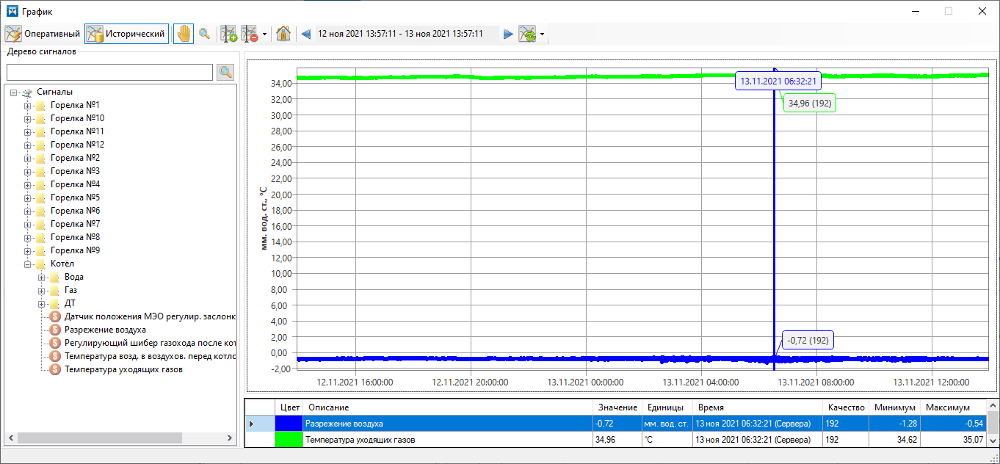 График
Оперативный Исторический 12 ноя 2021 13:57:11 - 13 ноя 2021 13:57:11
Дерево сигналов
Сигналы
Горелка №1
Горелка №10
Горелка №11
Горелка №12
Горелка №2
Горелка №3
Горелка №4
Горелка №5
Горелка №6
Горелка №7
Горелка №8
Горелка №9
Котёл
Вода
Газ
ДТ
Датчик положения МЭО регулир. заслонк
Разрежение воздуха
Регулирующий шибер газохода после кот
Температура возд. в воздухов. перед котло
Температура уходящих газов
мм. вод. ст., °C
34,00
32,00
30,00
28,00
26,00
24,00
22,00
20,00
18,00
16,00
14,00
12,00
10,00
8,00
6,00
4,00
2,00
0,00
-2,00
13.11.2021 06:32:21
34,96 (192)
-0,72 (192)
12.11.2021 16:00:00 12.11.2021 20:00:00 13.11.2021 00:00:00 13.11.2021 04:00:00 13.11.2021 08:00:00 13.11.2021 12:00:00
Цвет Описание Значение Единицы Время Качество Минимум Максимум
Разрежение воздуха -0,72 мм. вод. ст. 13 ноя 2021 06:32:21 (Сервера) 192 -1,28 -0,54
Температура уходящих газов 34,96 °C 13 ноя 2021 06:32:21 (Сервера) 192 34,62 35,07